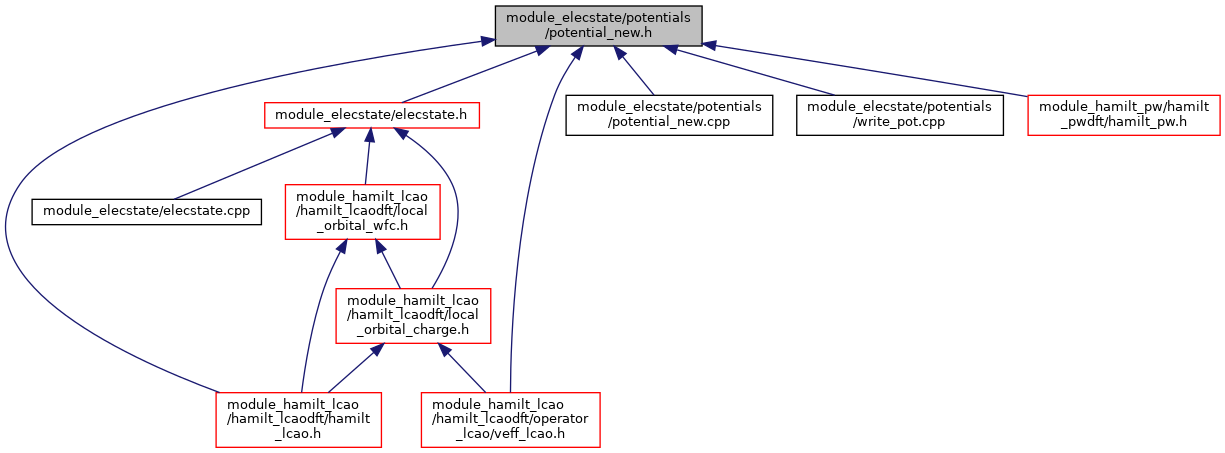 module_elecstate/potentials
/potential_new.h
module_elecstate/elecstate.h
module_elecstate/potentials
/potential_new.cpp
module_elecstate/potentials
/write_pot.cpp
module_hamilt_pw/hamilt
_pwdft/hamilt_pw.h
module_elecstate/elecstate.cpp
module_hamilt_lcao
/hamilt_lcaodft/local
_orbital_wfc.h
module_hamilt_lcao
/hamilt_lcaodft/local
_orbital_charge.h
module_hamilt_lcao
/hamilt_lcaodft/hamilt
_lcao.h
module_hamilt_lcao
/hamilt_lcaodft/operator
_lcao/veff_lcao.h